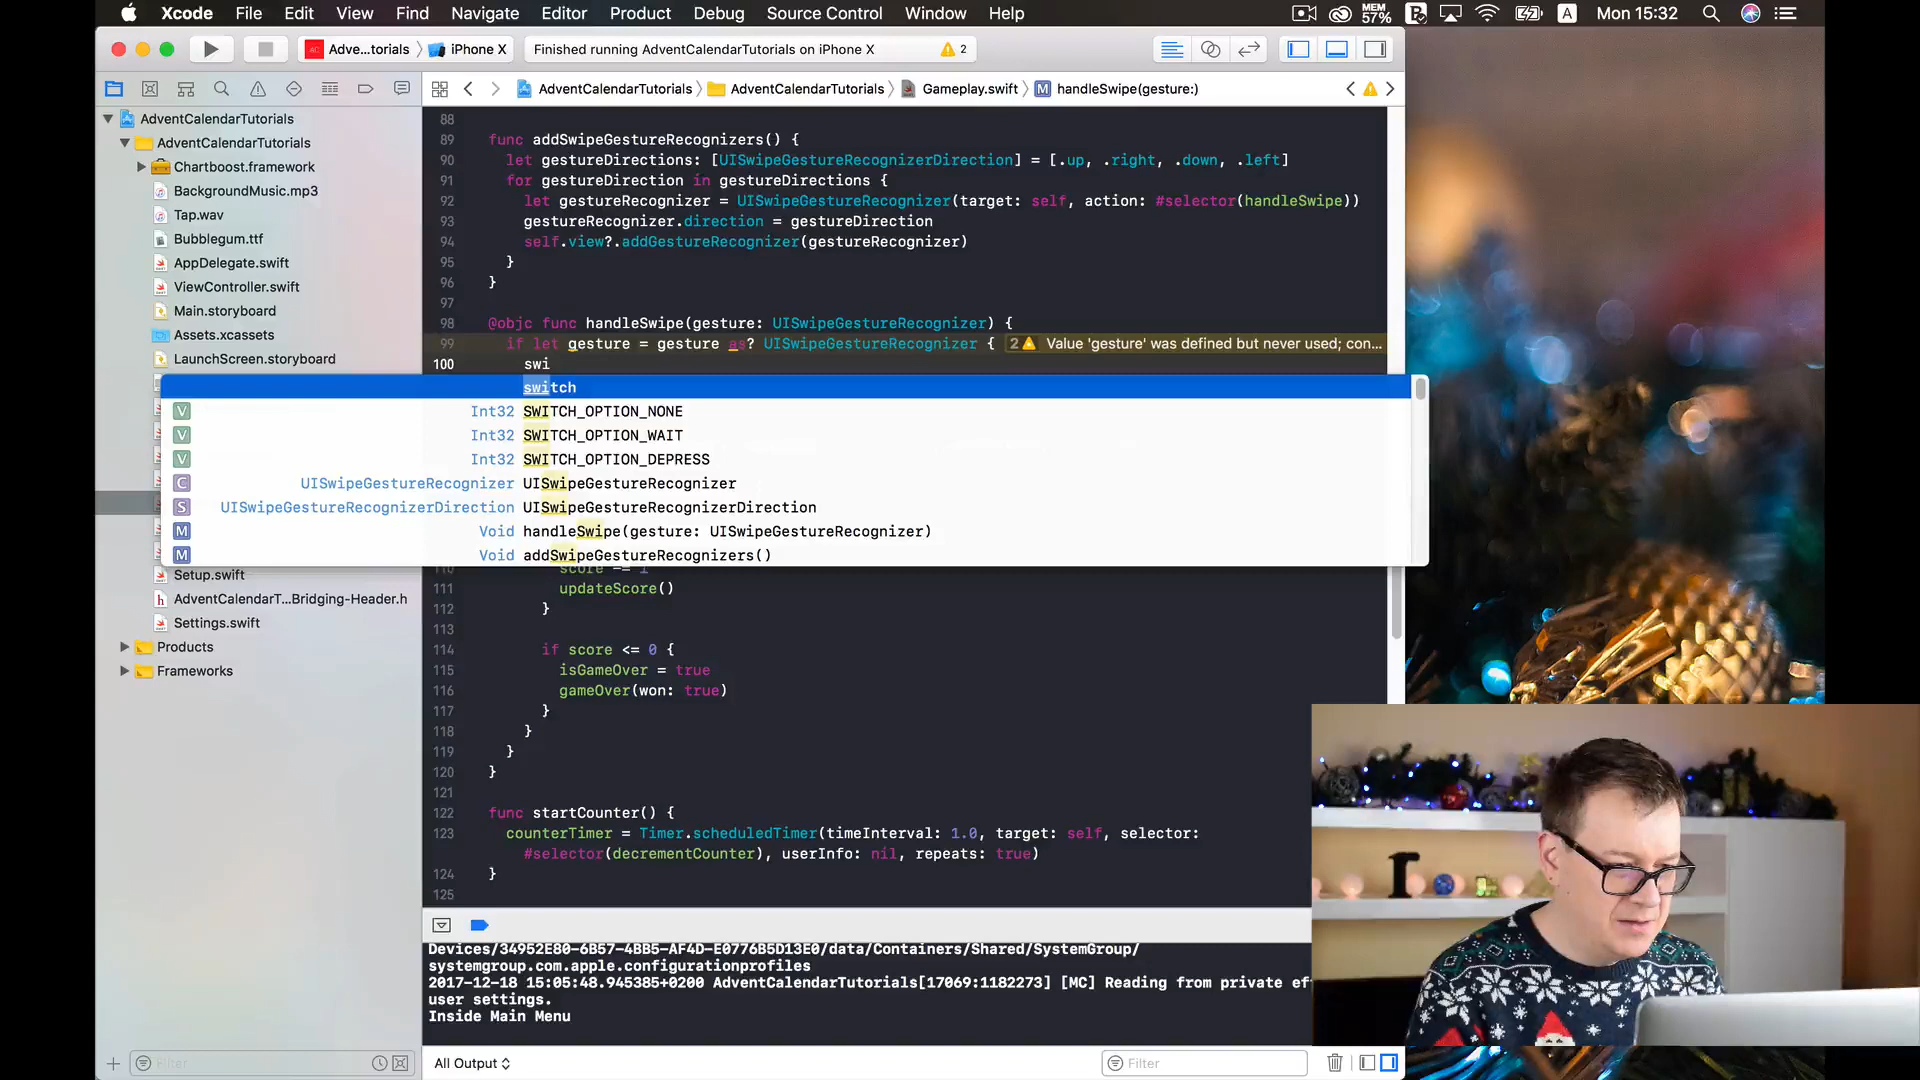 Xcode File Edit View Find Navigate Editor Product Debug Source Control Window Help MEM 57% A Mon 15:32
Adve...torials iPhone X Finished running AdventCalendarTutorials on iPhone X 2
AdventCalendarTutorials AdventCalendarTutorials Gameplay.swift M handleSwipe(gesture:)
AdventCalendarTutorials
AdventCalendarTutorials
Chartboost.framework
BackgroundMusic.mp3
Tap.wav
Bubblegum.ttf
AppDelegate.swift
ViewController.swift
Main.storyboard
Assets.xcassets
LaunchScreen.storyboard
Setup.swift
h AdventCalendarT...Bridging-Header.h
Settings.swift
Products
Frameworks
Filter
88
89 func addSwipeGestureRecognizers() {
90 let gestureDirections: [UISwipeGestureRecognizerDirection] = [.up, .right, .down, .left]
91 for gestureDirection in gestureDirections {
92 let gestureRecognizer = UISwipeGestureRecognizer(target: self, action: #selector(handleSwipe))
93 gestureRecognizer.direction = gestureDirection
94 self.view?.addGestureRecognizer(gestureRecognizer)
95 }
96 }
97
98 @objc func handleSwipe(gesture: UISwipeGestureRecognizer) {
99 if let gesture = gesture as? UISwipeGestureRecognizer { 2 Value 'gesture' was defined but never used; con...
100 swi
switch
V Int32 SWITCH_OPTION_NONE
V Int32 SWITCH_OPTION_WAIT
V Int32 SWITCH_OPTION_DEPRESS
C UISwipeGestureRecognizer UISwipeGestureRecognizer
S UISwipeGestureRecognizerDirection UISwipeGestureRecognizerDirection
M Void handleSwipe(gesture: UISwipeGestureRecognizer)
M Void addSwipeGestureRecognizers()
110 score -= 1
111 updateScore()
112 }
113
114 if score <= 0 {
115 isGameOver = true
116 gameOver(won: true)
117 }
118 }
119 }
120 }
121
122 func startCounter() {
123 counterTimer = Timer.scheduledTimer(timeInterval: 1.0, target: self, selector:
#selector(decrementCounter), userInfo: nil, repeats: true)
124 }
125
Devices/34952E80-6B57-4BB5-AF4D-E0776B5D13E0/data/Containers/Shared/SystemGroup/
systemgroup.com.apple.configurationprofiles
2017-12-18 15:05:48.945385+0200 AdventCalendarTutorials[17069:1182273] [MC] Reading from private ef
user settings.
Inside Main Menu
All Output Filter